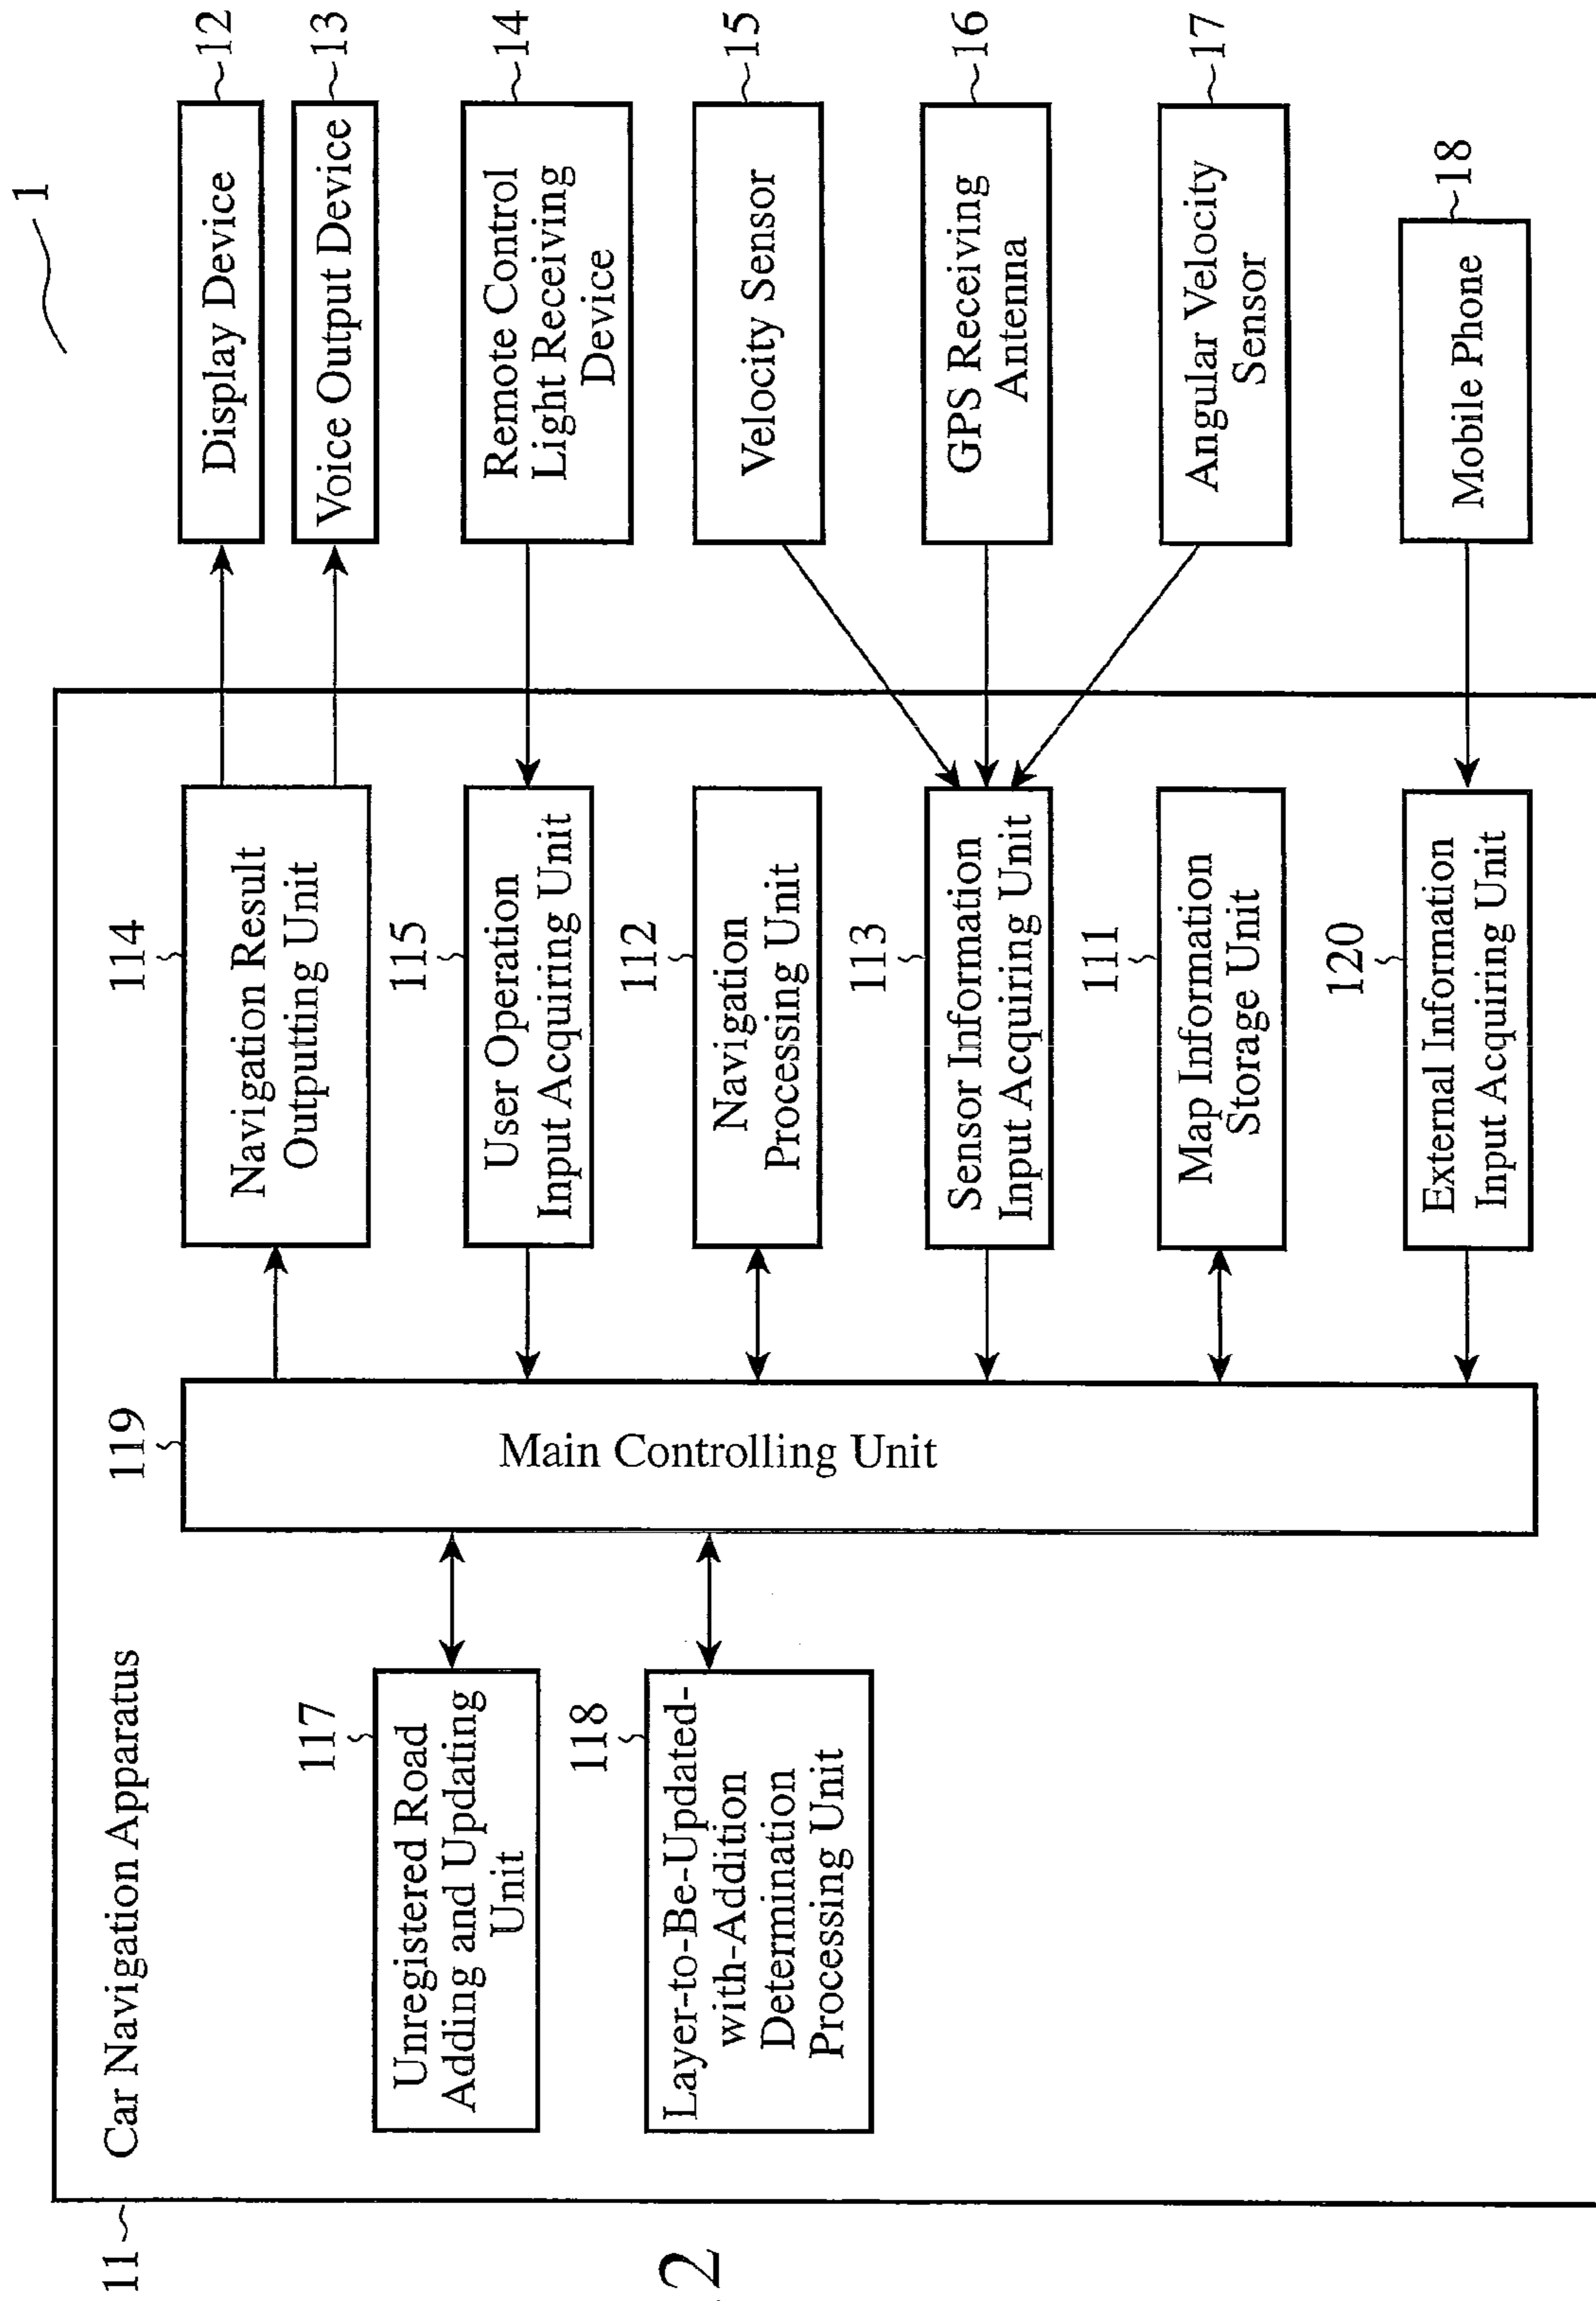 1
11
Car Navigation Apparatus
117
Unregistered Road
Adding and Updating
Unit
118
Layer-to-Be-Updated-
with-Addition
Determination
Processing Unit
119
Main Controlling Unit
114
Navigation Result
Outputting Unit
115
User Operation
Input Acquiring Unit
112
Navigation
Processing Unit
113
Sensor Information
Input Acquiring Unit
111
Map Information
Storage Unit
120
External Information
Input Acquiring Unit
Display Device
12
Voice Output Device
13
Remote Control
Light Receiving
Device
14
Velocity Sensor
15
GPS Receiving
Antenna
16
Angular Velocity
Sensor
17
Mobile Phone
18
2